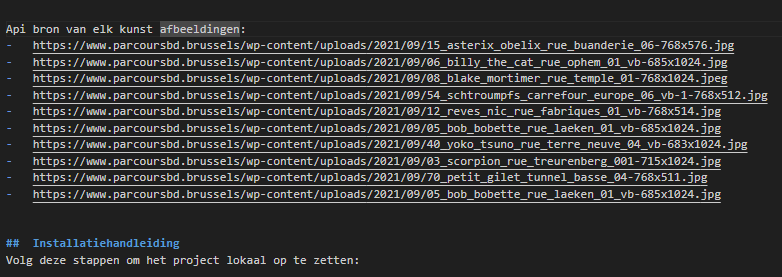 Api bron van elk kunst afbeeldingen:
-   https://www.parcoursbd.brussels/wp-content/uploads/2021/09/15_asterix_obelix_rue_buanderie_06-768x576.jpg
-   https://www.parcoursbd.brussels/wp-content/uploads/2021/09/06_billy_the_cat_rue_ophem_01_vb-685x1024.jpg
-   https://www.parcoursbd.brussels/wp-content/uploads/2021/09/08_blake_mortimer_rue_temple_01-768x1024.jpeg
-   https://www.parcoursbd.brussels/wp-content/uploads/2021/09/54_schtroumpfs_carrefour_europe_06_vb-1-768x512.jpg
-   https://www.parcoursbd.brussels/wp-content/uploads/2021/09/12_reves_nic_rue_fabriques_01_vb-768x514.jpg
-   https://www.parcoursbd.brussels/wp-content/uploads/2021/09/05_bob_bobette_rue_laeken_01_vb-685x1024.jpg
-   https://www.parcoursbd.brussels/wp-content/uploads/2021/09/40_yoko_tsuno_rue_terre_neuve_04_vb-683x1024.jpg
-   https://www.parcoursbd.brussels/wp-content/uploads/2021/09/03_scorpion_rue_treurenberg_001-715x1024.jpg
-   https://www.parcoursbd.brussels/wp-content/uploads/2021/09/70_petit_gilet_tunnel_basse_04-768x511.jpg
-   https://www.parcoursbd.brussels/wp-content/uploads/2021/09/05_bob_bobette_rue_laeken_01_vb-685x1024.jpg
##  Installatiehandleiding
Volg deze stappen om het project lokaal op te zetten: